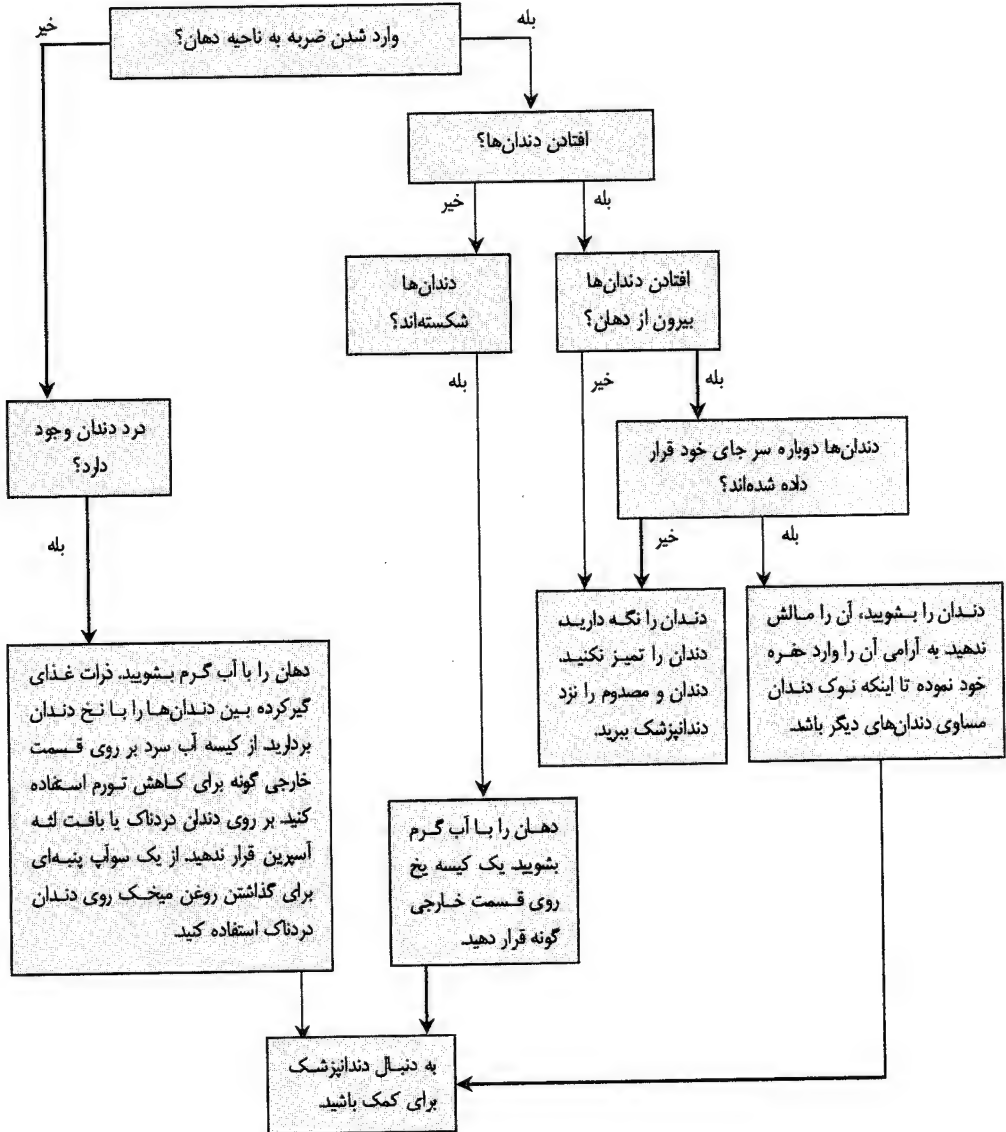 بله
خیر
وارد شدن ضربه به ناحیه دهان؟
افتادن دندان‌ها؟
بله
خیر
افتادن دندان‌ها
بیرون از دهان؟
دندان‌ها
شکسته‌اند؟
بله
خیر
بله
درد دندان وجود
دارد؟
دندان‌ها دوباره سر جای خود قرار
داده شده‌اند؟
بله
خیر
بله
دندان را بشویید، آن را مالش
ندهید. به آرامی آن را وارد حفره
خود نموده تا اینکه نوک دندان
مساوی دندان‌های دیگر باشد.
دندان را نگه دارید،
دندان را تمیز نکنید.
دندان و مصدوم را نزد
دندانپزشک ببرید.
دهان را با آب گرم بشویید. ذرات غذای
گیرکرده بین دندان‌ها را با نخ دندان
بردارید. از کیسه آب سرد بر روی قسمت
خارجی گونه برای کاهش تورم استفاده
کنید. بر روی دندان دردناک یا بافت لثه
آسپرین قرار ندهید. از یک سوآپ پنبه‌ای
برای گذاشتن روغن میخک روی دندان
دردناک استفاده کنید.
دهان را با آب گرم
بشویید. یک کیسه یخ
روی قسمت خارجی
گونه قرار دهید.
به دنبال دندانپزشک
برای کمک باشید.